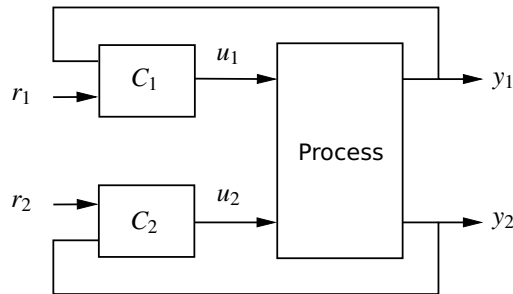 u₁
C₁
r₁
y₁
Process
r₂
u₂
C₂
y₂